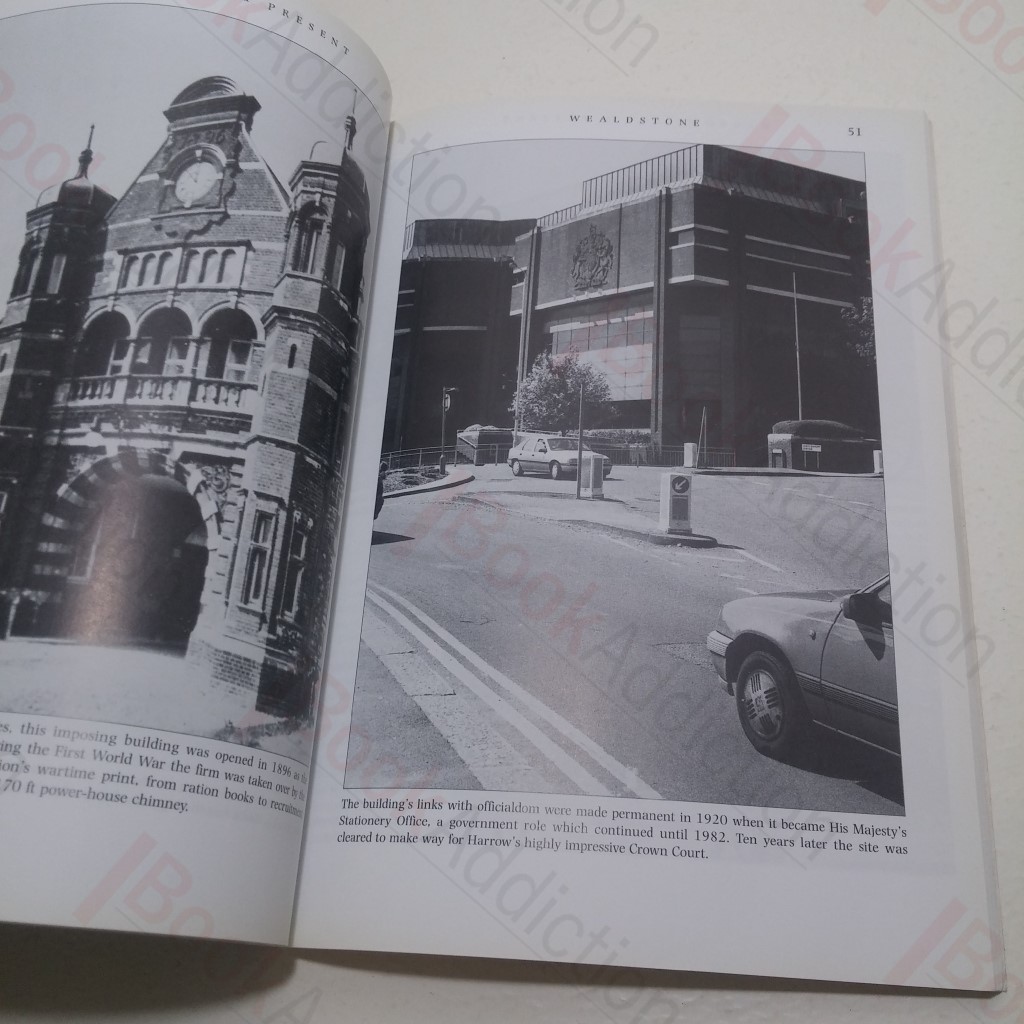 PRESENT
es, this imposing building was opened in 1896 as
ing the First World War the firm was taken over by
ion's wartime print, from ration books to recruitment
170 ft power-house chimney.
WEALDSTONE
51
The building's links with officialdom were made permanent in 1920 when it became His Majesty's
Stationery Office, a government role which continued until 1982. Ten years later the site was
cleared to make way for Harrow's highly impressive Crown Court.
BookAddiction